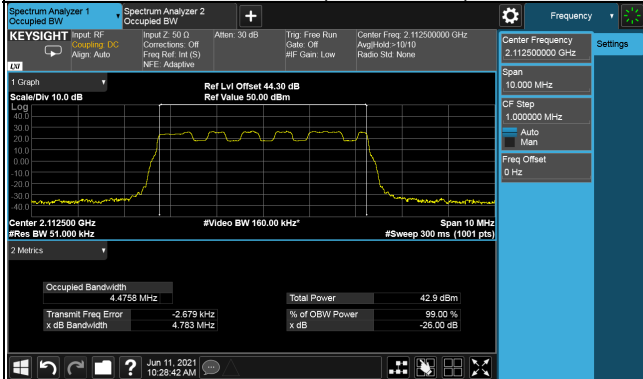 Spectrum Analyzer 1
Occupied BW
Spectrum Analyzer 2
Occupied BW
+
Frequency
KEYSIGHT
Input: RF
Coupling: DC
Align: Auto
Input Z: 50 Ω
Corrections: Off
Freq Ref: Int (S)
NFE: Adaptive
Atten: 30 dB
Trig: Free Run
Gate: Off
#IF Gain: Low
Center Freq: 2.112500000 GHz
Avg|Hold:>10/10
Radio Std: None
LXI
Center Frequency
2.112500000 GHz
Settings
Span
10.000 MHz
CF Step
1.000000 MHz
Auto
Man
Freq Offset
0 Hz
1 Graph
Scale/Div 10.0 dB
Ref Lvl Offset 44.30 dB
Ref Value 50.00 dBm
Log
40.0
30.0
20.0
10.0
0.00
-10.0
-20.0
-30.0
-40.0
Center 2.112500 GHz
#Res BW 51.000 kHz
#Video BW 160.00 kHz*
Span 10 MHz
#Sweep 300 ms (1001 pts)
2 Metrics
Occupied Bandwidth
4.4758 MHz
Total Power 42.9 dBm
Transmit Freq Error -2.679 kHz
% of OBW Power 99.00 %
x dB Bandwidth 4.783 MHz
x dB -26.00 dB
?
Jun 11, 2021
10:28:42 AM